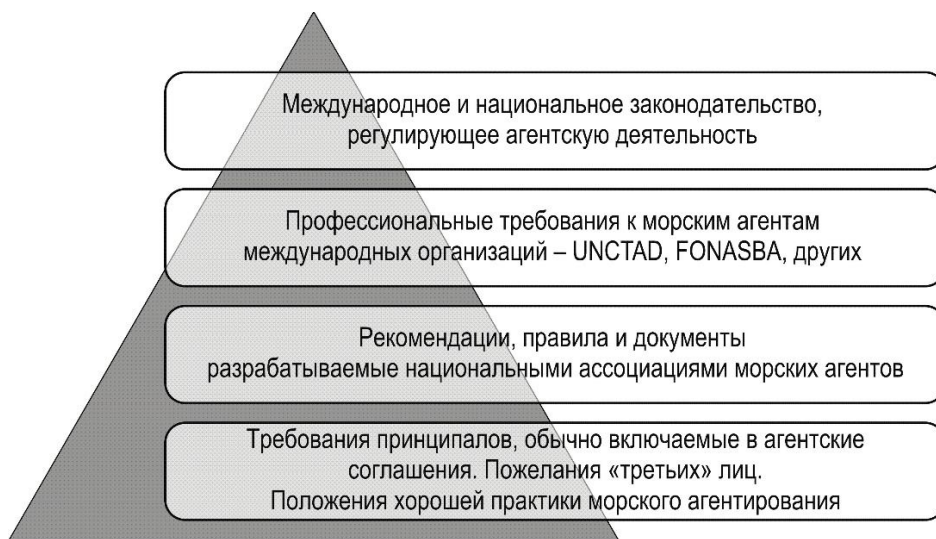 Международное и национальное законодательство,
регулирующее агентскую деятельность
Профессиональные требования к морским агентам
международных организаций – UNCTAD, FONASBA, других
Рекомендации, правила и документы
разрабатываемые национальными ассоциациями морских агентов
Требования принципалов, обычно включаемые в агентские
соглашения. Пожелания «третьих» лиц.
Положения хорошей практики морского агентирования